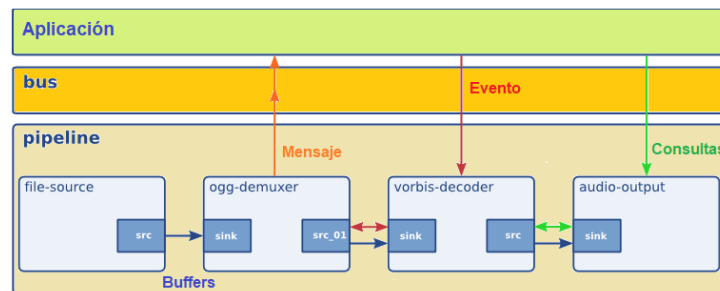 Aplicación
bus
Evento
pipeline
Mensaje
Consultas
file-source
ogg-demuxer
vorbis-decoder
audio-output
src
sink
src_01
sink
src
sink
Buffers